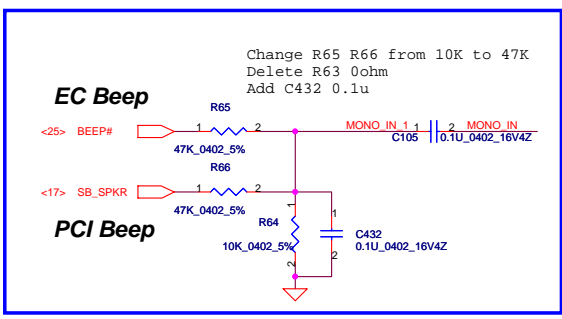 Change R65 R66 from 10K to 47K
Delete R63 0ohm
Add C432 0.1u
EC Beep
R65
<25> BEEP# 1 2 MONO_IN_1 1 2 MONO_IN
C105 0.1U_0402_16V4Z
47K_0402_5%
R66
<17> SB_SPKR 1 2
47K_0402_5%
PCI Beep
1 1
R64
C432
10K_0402_5%
0.1U_0402_16V4Z
2 2